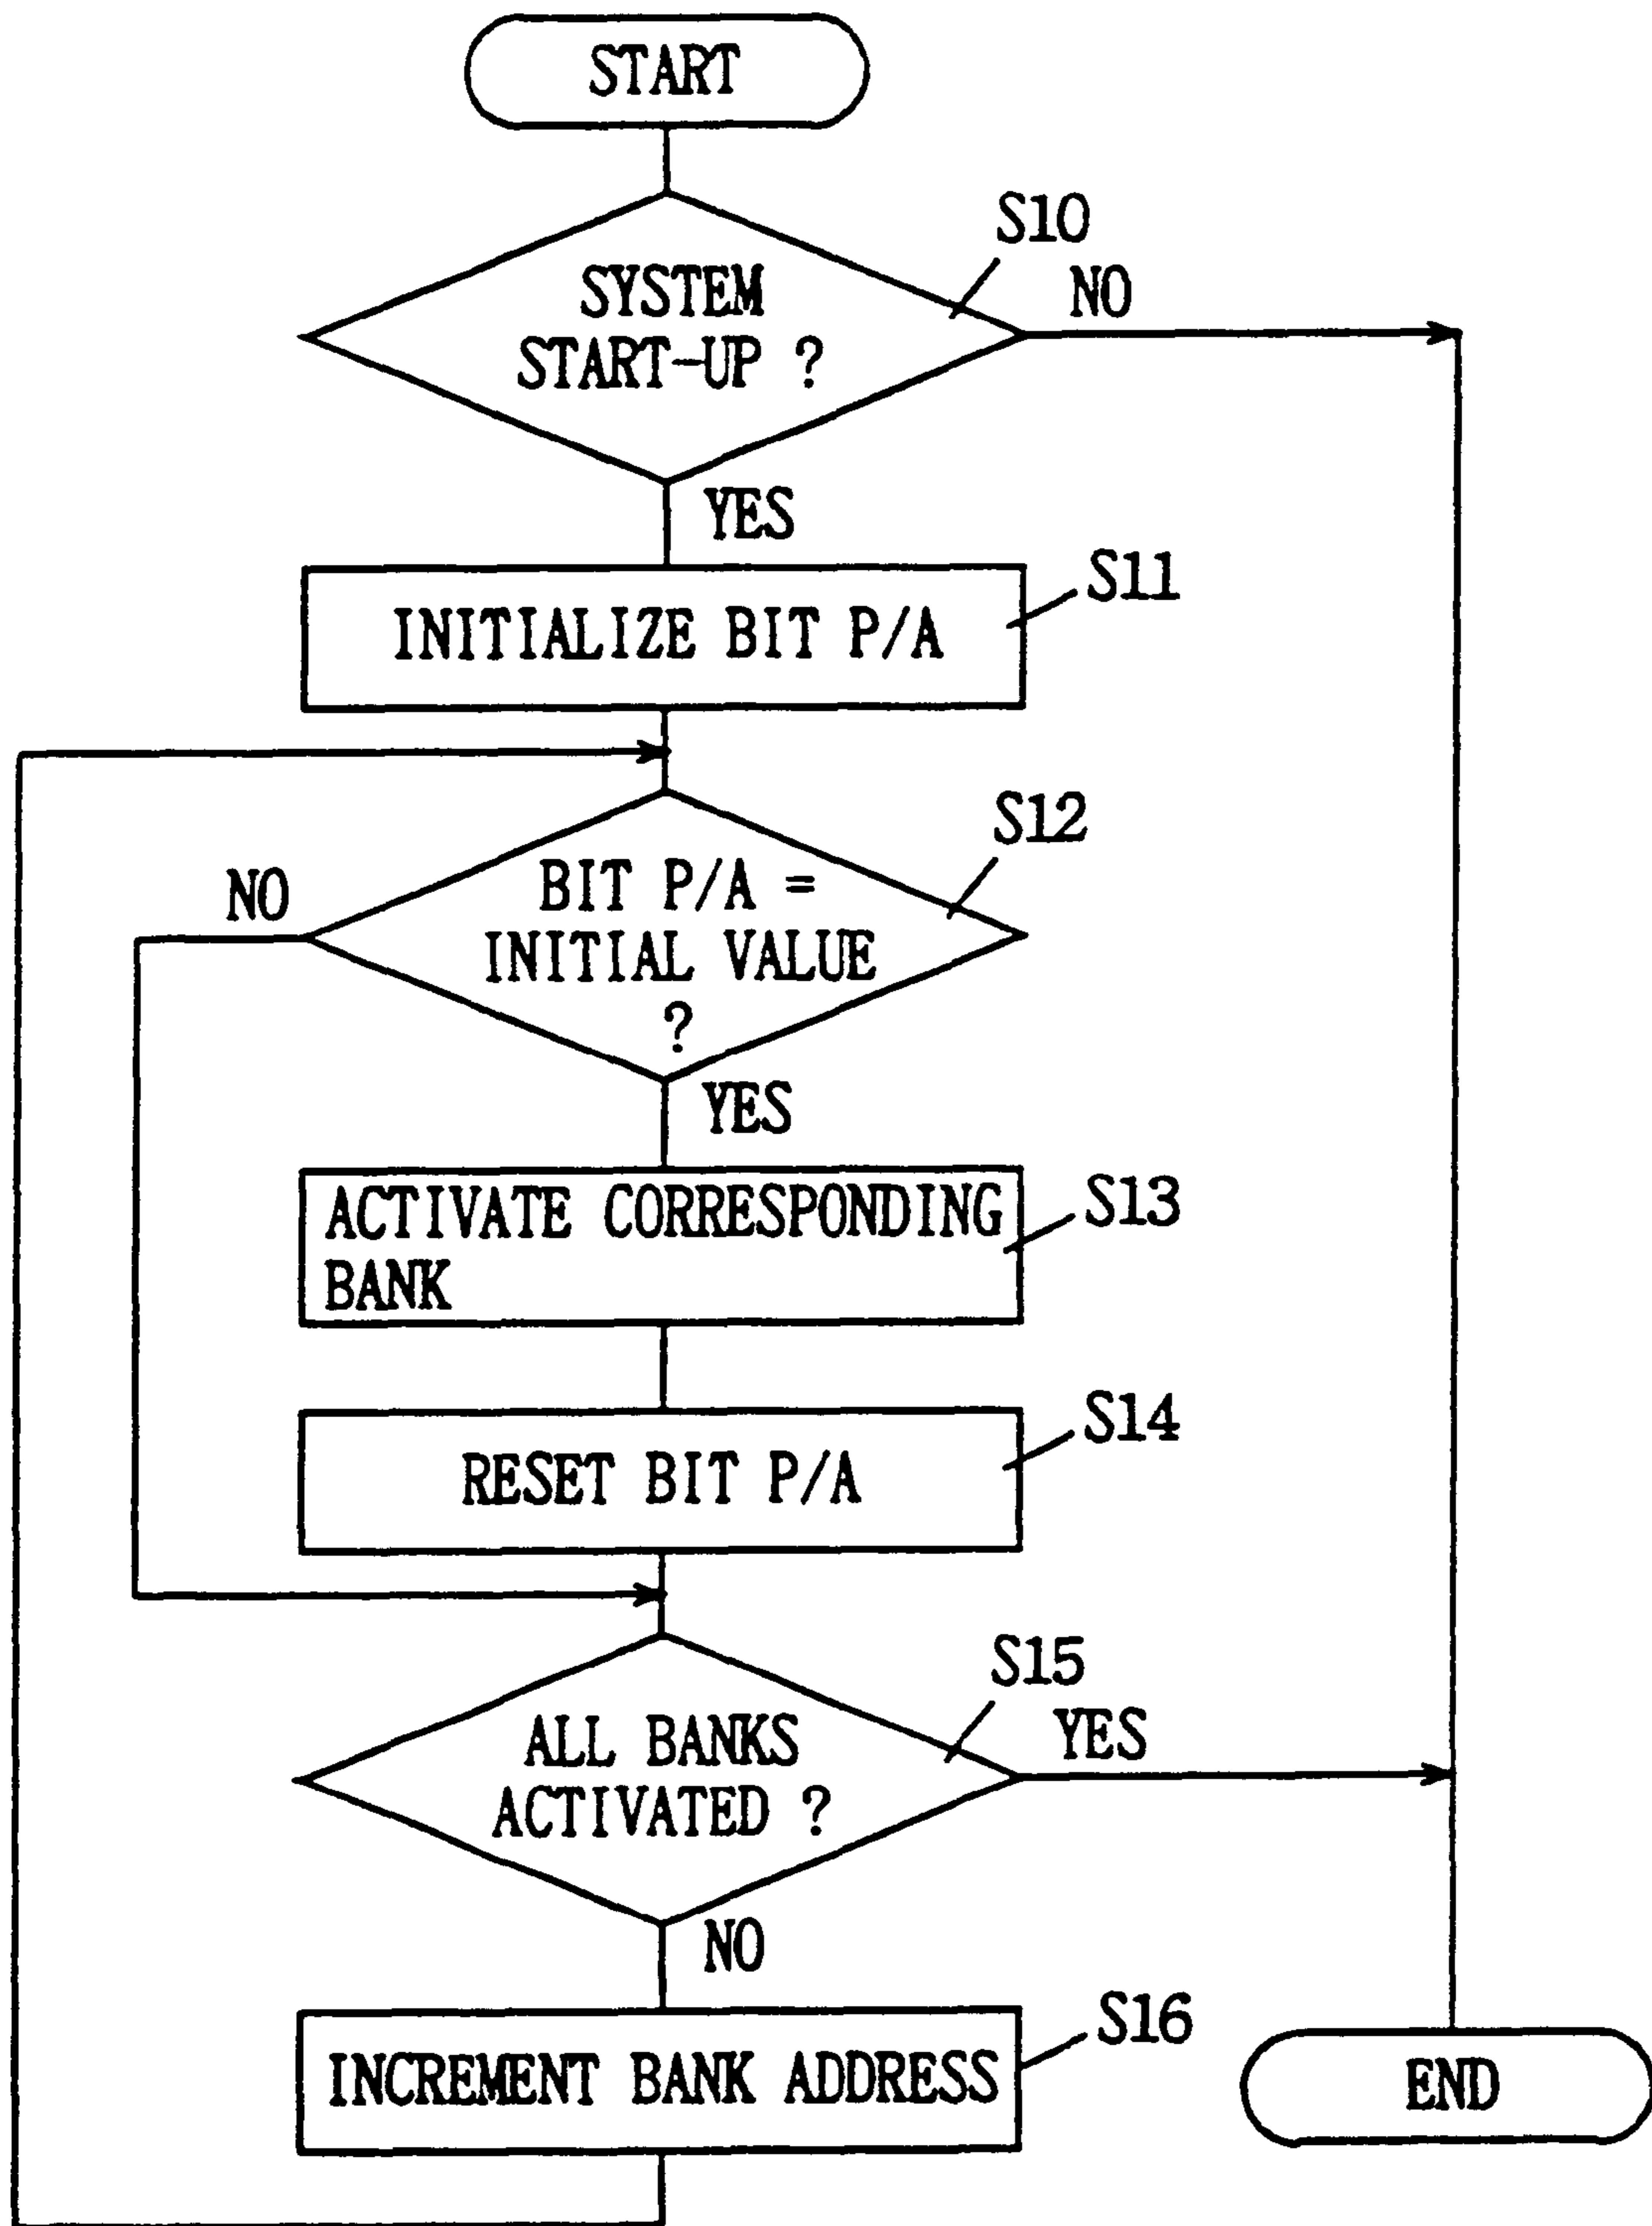 START
S10
SYSTEM
START-UP ?
NO
YES
S11
INITIALIZE BIT P/A
S12
NO
BIT P/A =
INITIAL VALUE
?
YES
S13
ACTIVATE CORRESPONDING
BANK
S14
RESET BIT P/A
S15
ALL BANKS
ACTIVATED ?
YES
NO
S16
INCREMENT BANK ADDRESS
END